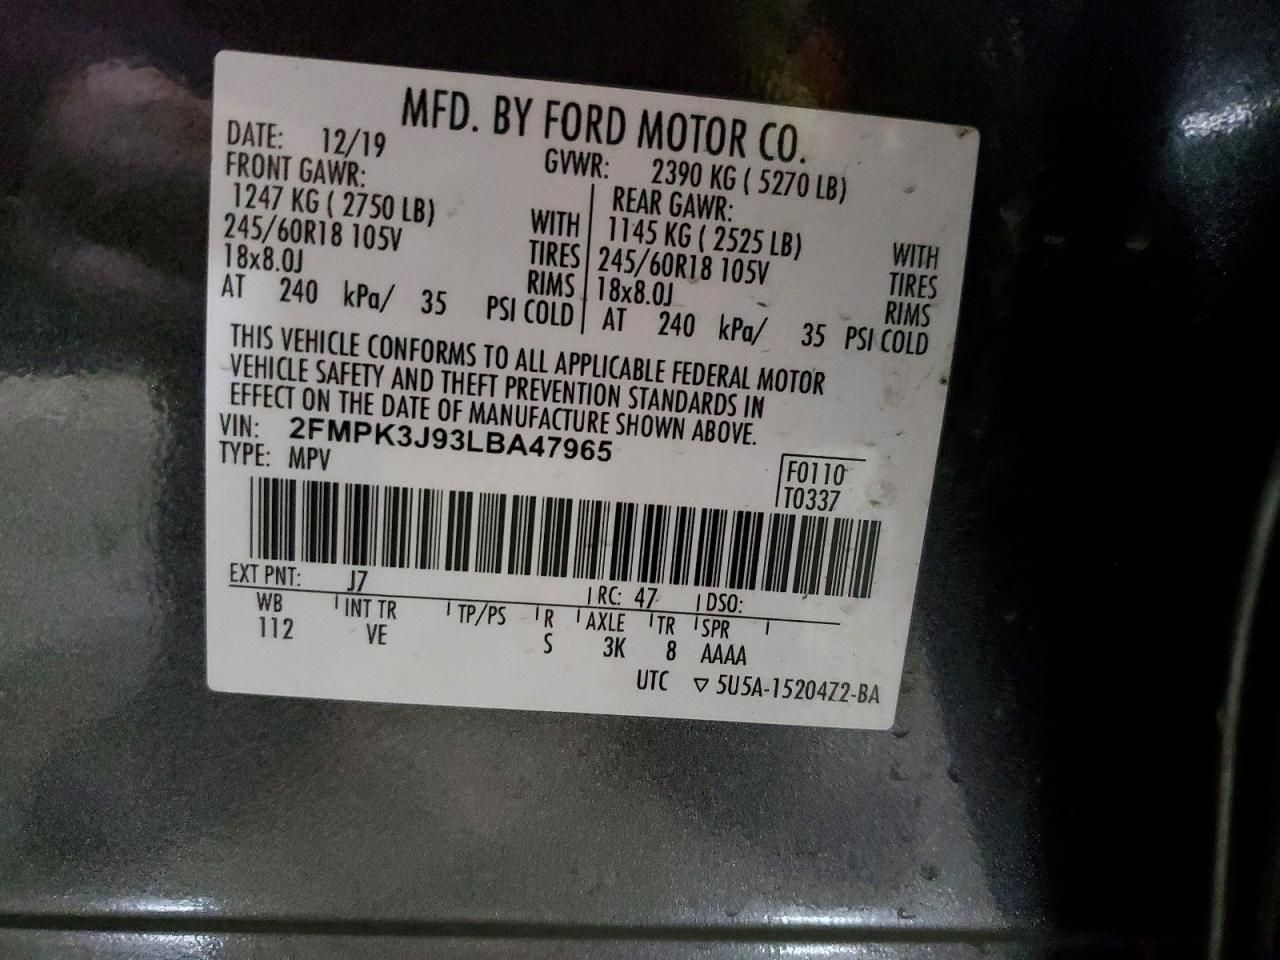 MFD. BY FORD MOTOR CO.
DATE: 12/19 GVWR: 2390 KG ( 5270 LB)
FRONT GAWR: REAR GAWR:
1247 KG ( 2750 LB) WITH 1145 KG ( 2525 LB) WITH
245/60R18 105V TIRES 245/60R18 105V TIRES
18x8.0J RIMS 18x8.0J RIMS
AT 240 kPa/ 35 PSI COLD AT 240 kPa/ 35 PSI COLD
THIS VEHICLE CONFORMS TO ALL APPLICABLE FEDERAL MOTOR
VEHICLE SAFETY AND THEFT PREVENTION STANDARDS IN
EFFECT ON THE DATE OF MANUFACTURE SHOWN ABOVE.
VIN: 2FMPK3J93LBA47965
TYPE: MPV F0110
T0337
EXT PNT: J7 RC: 47 DSO:
WB INT TR TP/PS R AXLE TR SPR
112 VE S 3K 8 AAAA
UTC ▽ 5U5A-15204Z2-BA